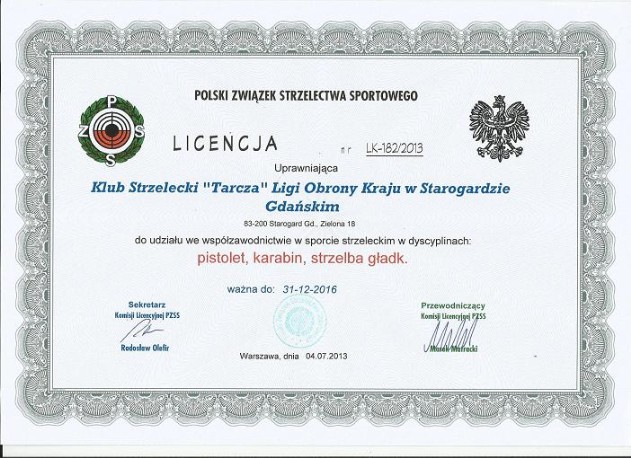 POLSKI ZWIĄZEK STRZELECTWA SPORTOWEGO
P
Z S
S
LICENCJA nr LK-182/2013
Uprawniająca
Klub Strzelecki "Tarcza" Ligi Obrony Kraju w Starogardzie
Gdańskim
83-200 Starogard Gd., Zielona 18
do udziału we współzawodnictwie w sporcie strzeleckim w dyscyplinach:
pistolet, karabin, strzelba gładk.
ważna do: 31-12-2016
Sekretarz
Komisji Licencyjnej PZSS
Radosław
Przewodniczący
Komisji Licencyjnej PZSS
Marek
Warszawa, dnia 04.07.2013